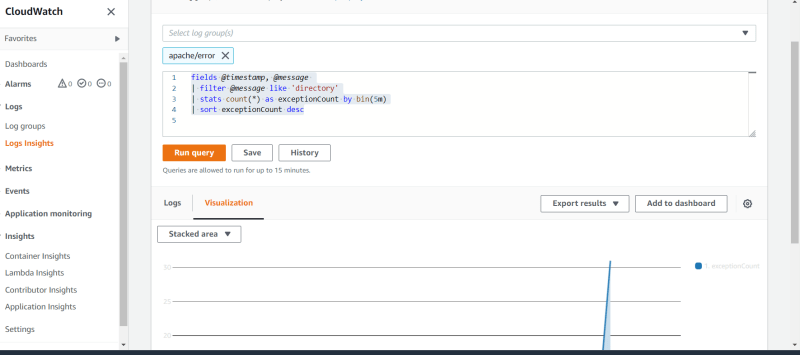 CloudWatch
Favorites
Dashboards
Alarms 0 0 0
Logs
Log groups
Logs Insights
Metrics
Events
Application monitoring
Insights
Container Insights
Lambda Insights
Contributor Insights
Application Insights
Settings
Select log group(s)
apache/error
1 fields @timestamp, @message
2 | filter @message like 'directory'
3 | stats count(*) as exceptionCount by bin(5m)
4 | sort exceptionCount desc
5
Run query Save History
Queries are allowed to run for up to 15 minutes.
Logs Visualization Export results Add to dashboard
Stacked area
30
1. exceptionCount
25
20